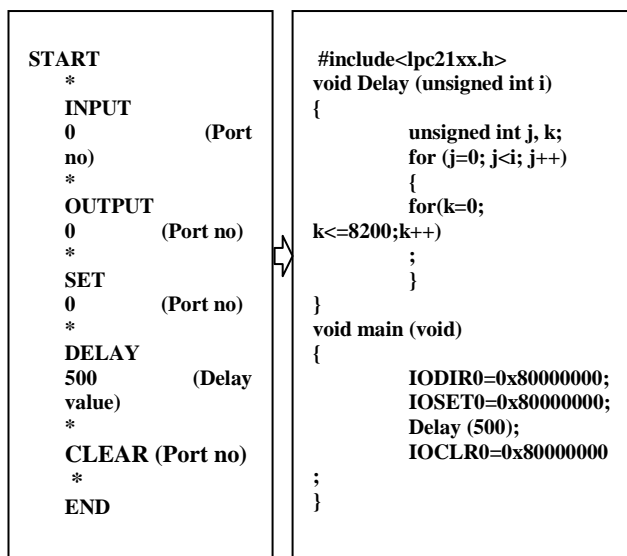 START
*
INPUT
0 (Port
no)
*
OUTPUT
0 (Port no)
*
SET
0 (Port no)
*
DELAY
500 (Delay
value)
*
CLEAR (Port no)
*
END
#include<lpc21xx.h>
void Delay (unsigned int i)
{
unsigned int j, k;
for (j=0; j<i; j++)
{
for(k=0;
k<=8200;k++)
;
}
}
void main (void)
{
IODIR0=0x80000000;
IOSET0=0x80000000;
Delay (500);
IOCLR0=0x80000000
;
}